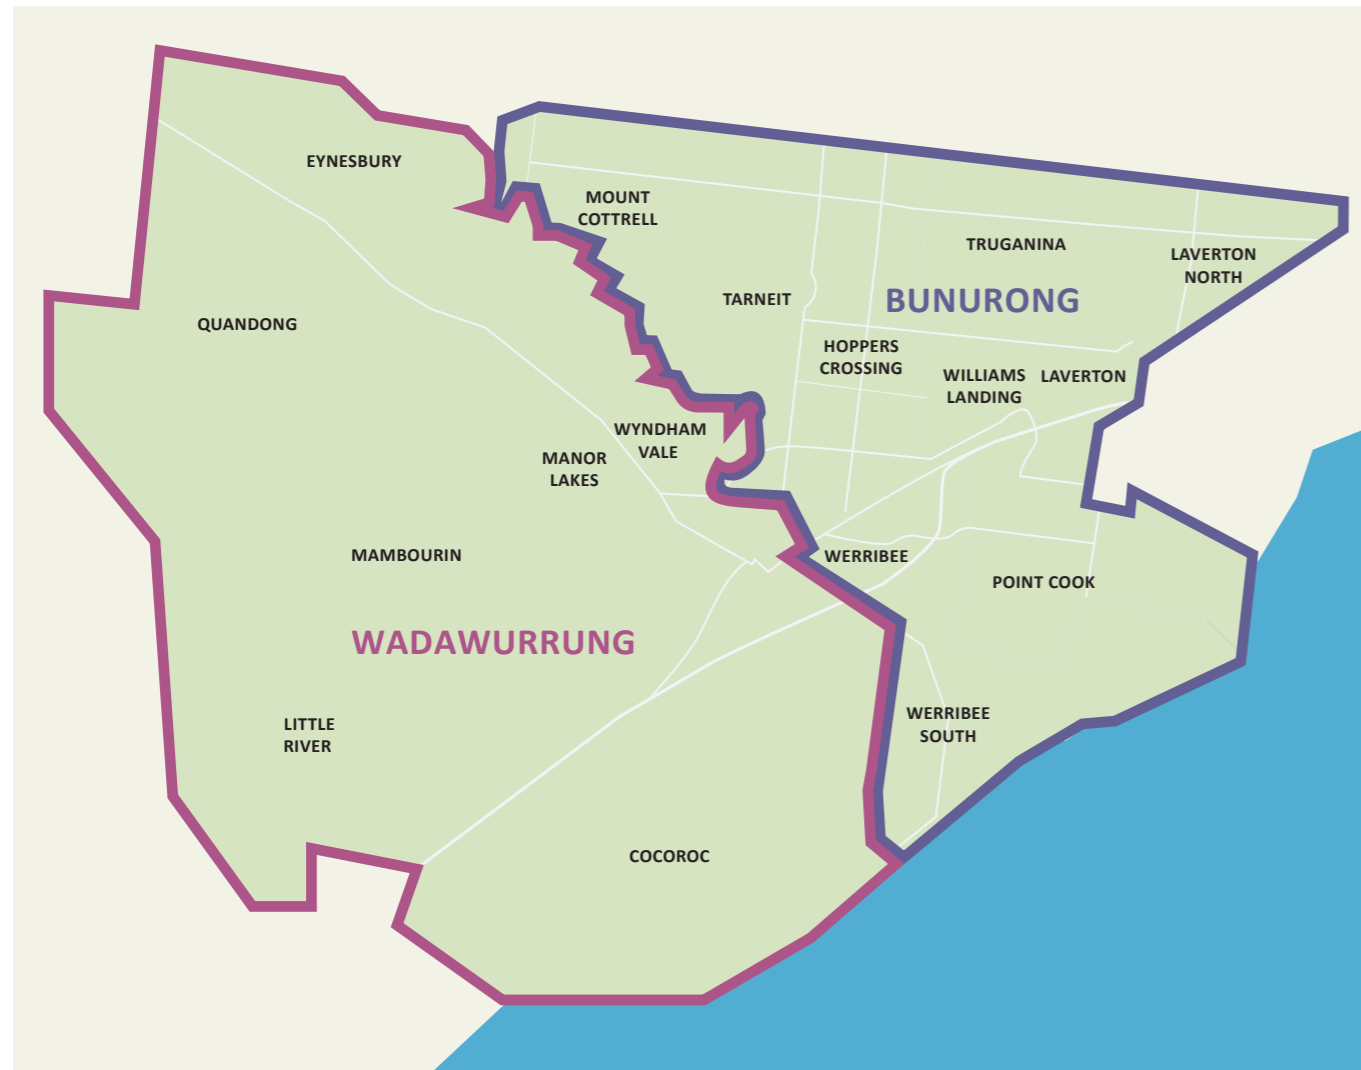 EYNESBURY
MOUNT
COTTRELL
TRUGANINA
LAVERTON
NORTH
TARNEIT
BUNURONG
QUANDONG
HOPPERS
CROSSING
WILLIAMS
LANDING
LAVERTON
WYNDHAM
VALE
MANOR
LAKES
MAMBOURIN
WERRIBEE
POINT COOK
WADAWURRUNG
LITTLE
RIVER
WERRIBEE
SOUTH
COCOROC